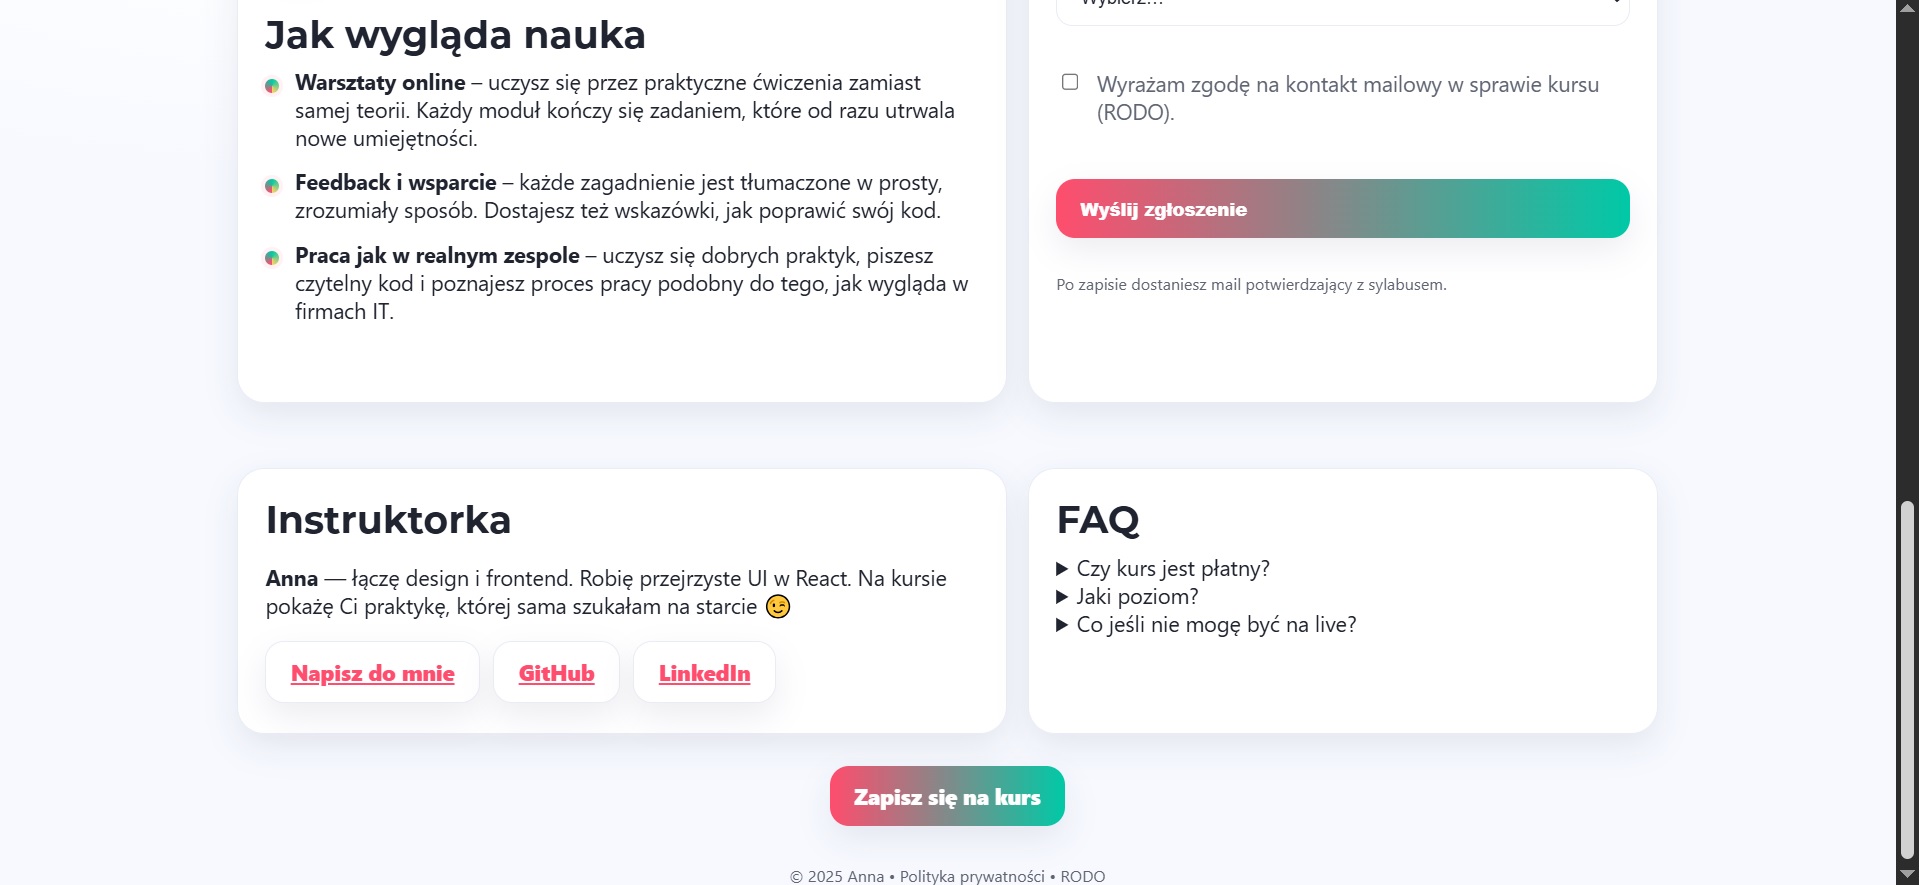 Jak wygląda nauka
Warsztaty online – uczysz się przez praktyczne ćwiczenia zamiast
samej teorii. Każdy moduł kończy się zadaniem, które od razu utrwala
nowe umiejętności.
Feedback i wsparcie – każde zagadnienie jest tłumaczone w prosty,
zrozumiały sposób. Dostajesz też wskazówki, jak poprawić swój kod.
Praca jak w realnym zespole – uczysz się dobrych praktyk, piszesz
czytelny kod i poznajesz proces pracy podobny do tego, jak wygląda w
firmach IT.
Wybierz...
Wyrażam zgodę na kontakt mailowy w sprawie kursu
(RODO).
Wyślij zgłoszenie
Po zapisie dostaniesz mail potwierdzający z sylabusem.
Instruktorka
Anna — łączę design i frontend. Robię przejrzyste UI w React. Na kursie
pokażę Ci praktykę, której sama szukałam na starcie 😉
Napisz do mnie
GitHub
LinkedIn
FAQ
Czy kurs jest płatny?
Jaki poziom?
Co jeśli nie mogę być na live?
Zapisz się na kurs
© 2025 Anna • Polityka prywatności • RODO